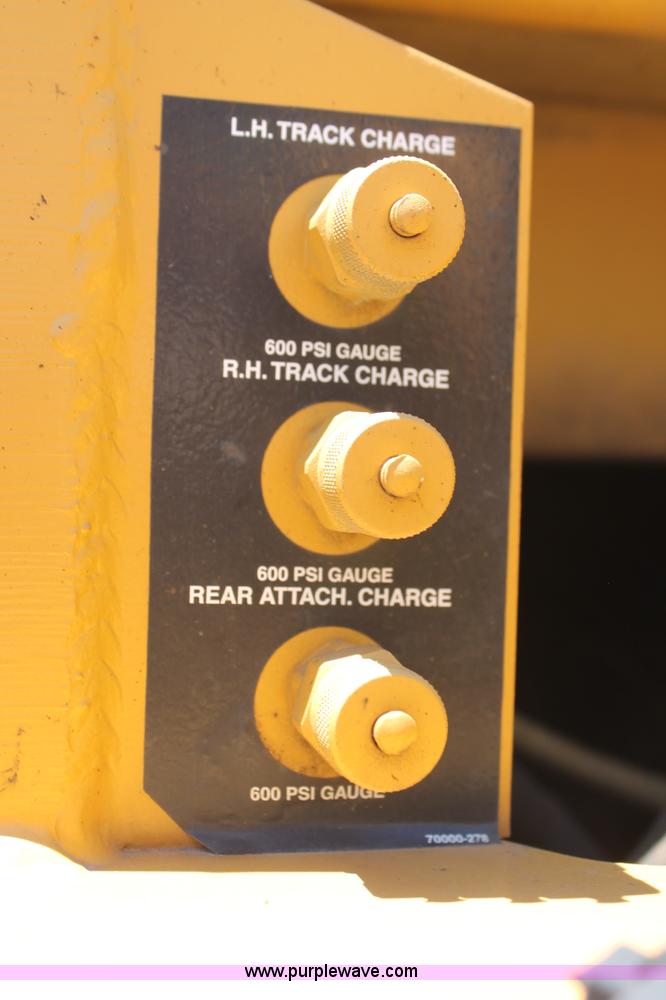 L.H. TRACK CHARGE
600 PSI GAUGE
R.H. TRACK CHARGE
600 PSI GAUGE
REAR ATTACH. CHARGE
600 PSI GAUGE
70000-278
www.purplewave.com